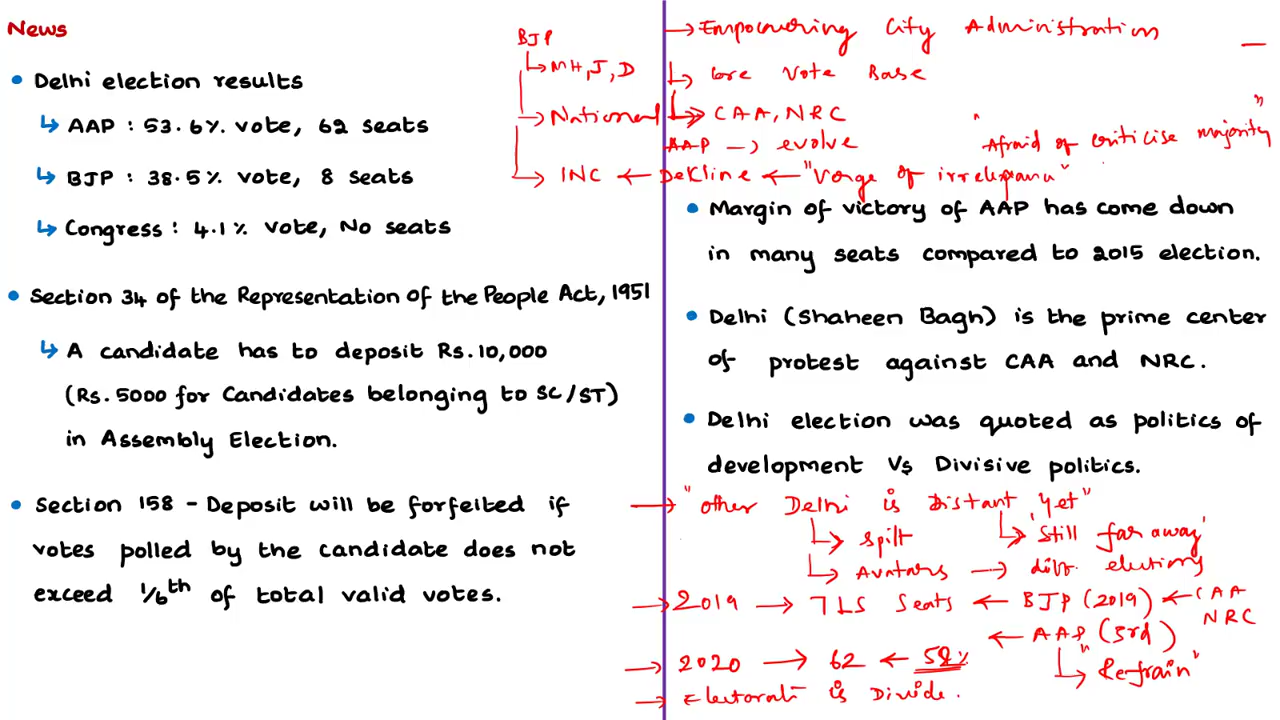 News
• Delhi election results
↳ AAP : 53.6% vote, 62 seats
↳ BJP : 38.5% vote, 8 seats
↳ Congress : 4.1% vote, No seats
• Section 34 of the Representation of the People Act, 1951
↳ A candidate has to deposit Rs.10,000
(Rs.5000 for Candidates belonging to SC/ST)
in Assembly Election.
• Section 158 - Deposit will be forfeited if
votes polled by the candidate does not
exceed 1/6th of total valid votes.
BJP
↳ MH, J, D
→ National
→ INC ← Dekline ← "Verge of
→ Empowering City Administration
↳ Core Vote Base
↳ CAA, NRC
AAP → evolve
"Afraid of criticise majority"
• Margin of victory of AAP has come down
in many seats compared to 2015 election.
• Delhi (Shaheen Bagh) is the prime center
of protest against CAA and NRC.
• Delhi election was quoted as politics of
development Vs Divisive politics.
→ "other Delhi is Distant yet"
↳ Split ↳ 'Still far away'
↳ Avatars → diff elections
→ 2019 → 7 LS Seats ← BJP (2019) ← CAA
NRC
← AAP (3rd)
→ 2020 → 62 ←
↳ "Refrain"
→ is Divide.